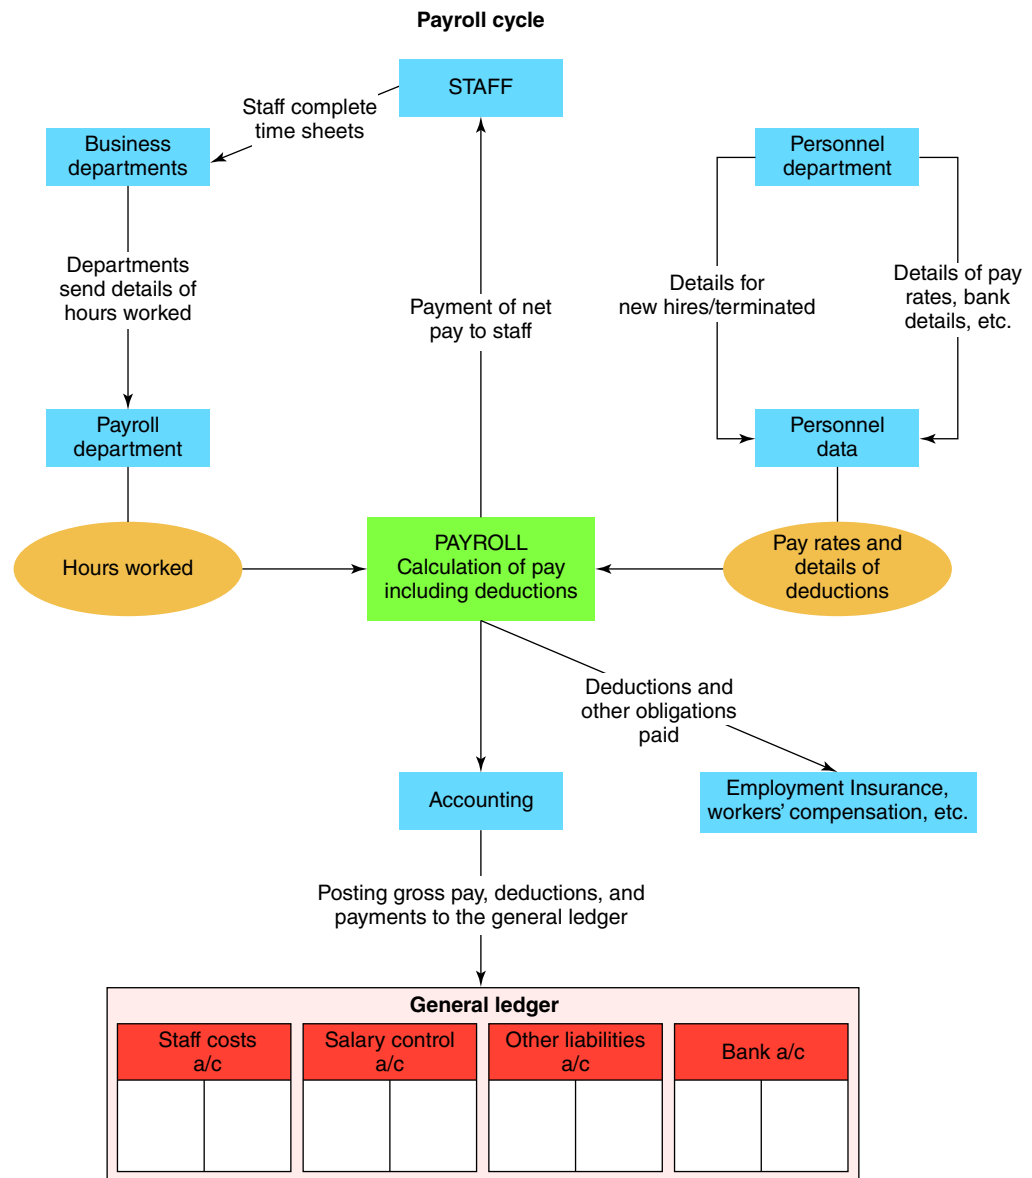 Payroll cycle
STAFF
Staff complete
time sheets
Business
departments
Personnel
department
Departments
send details of
hours worked
Payment of net
pay to staff
Details for
new hires/terminated
Details of pay
rates, bank
details, etc.
Payroll
department
Personnel
data
Hours worked
PAYROLL
Calculation of pay
including deductions
Pay rates and
details of
deductions
Deductions and
other obligations
paid
Accounting
Employment Insurance,
workers’ compensation, etc.
Posting gross pay, deductions, and
payments to the general ledger
General ledger
Staff costs
a/c
Salary control
a/c
Other liabilities
a/c
Bank a/c